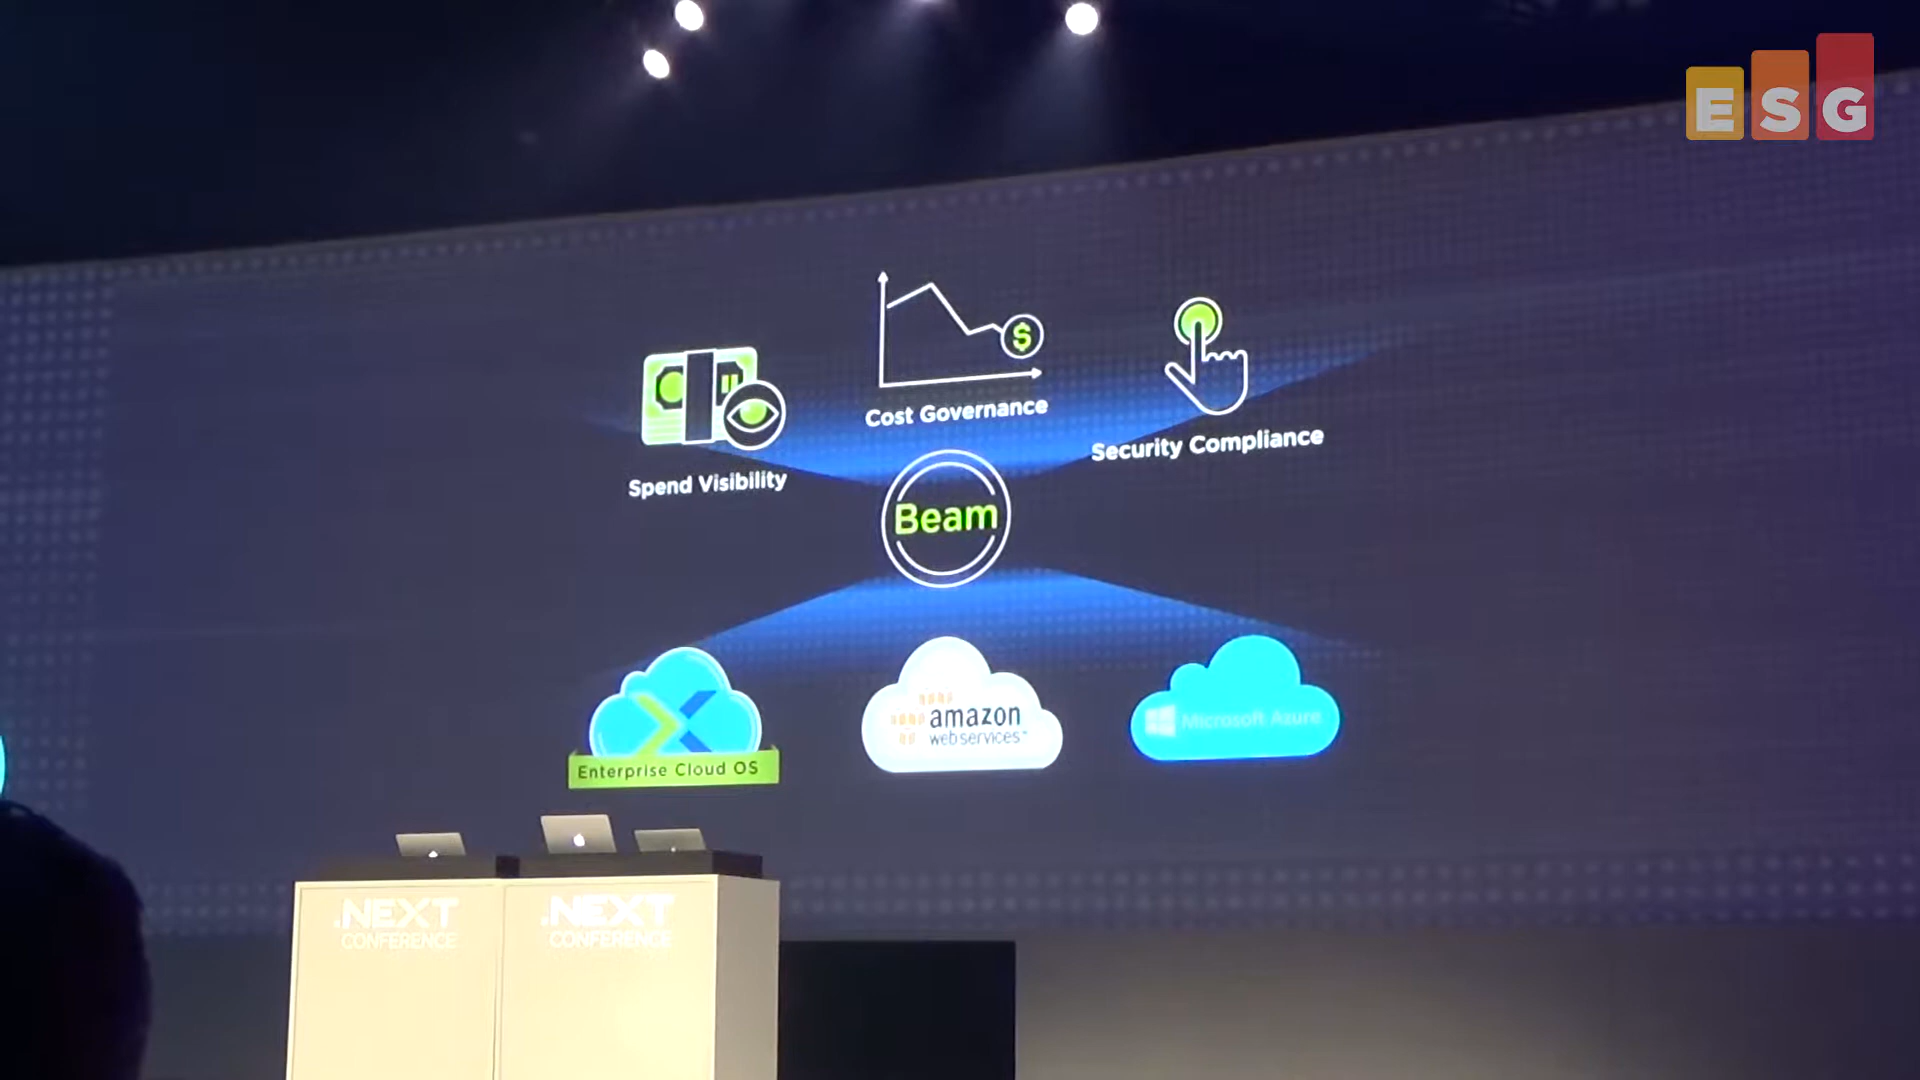 ESG
Cost Governance
Security Compliance
Spend Visibility
Beam
amazon
web services™
Microsoft Azure
Enterprise Cloud OS
.NEXT
CONFERENCE
.NEXT
CONFERENCE